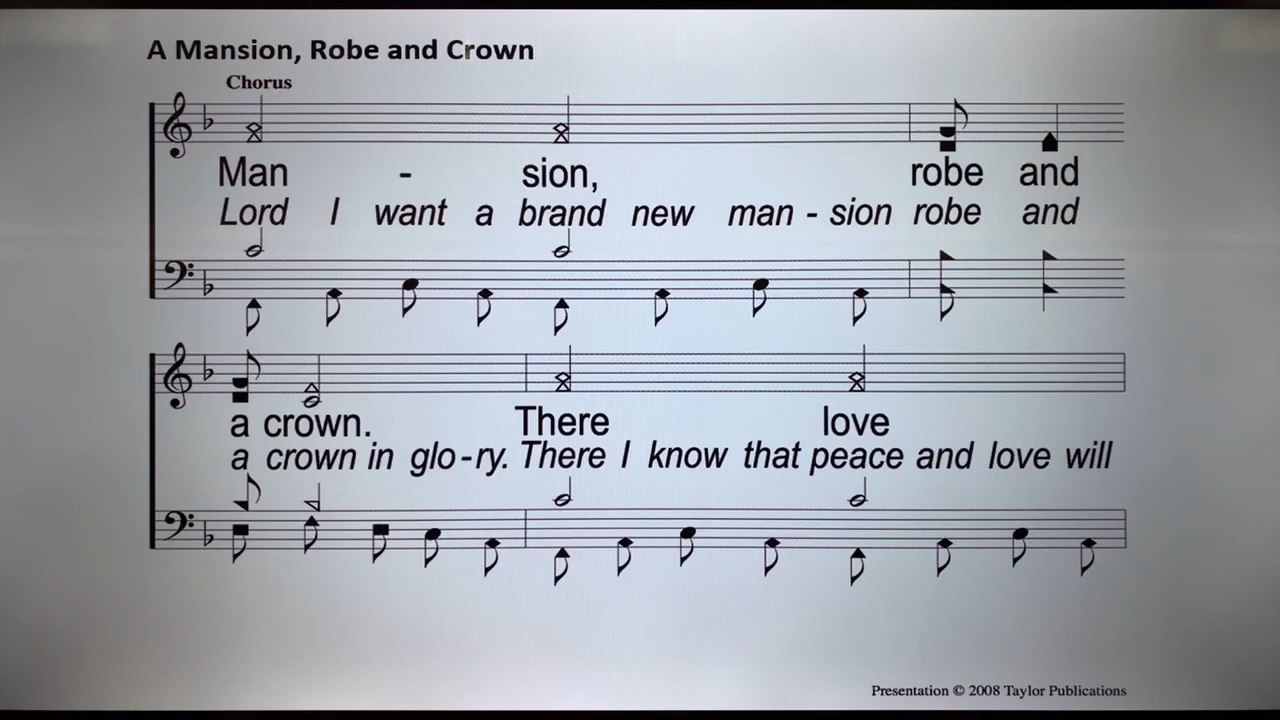 A Mansion, Robe and Crown
Chorus
Man - sion, robe and
Lord I want a brand new man - sion robe and
a crown. There love
a crown in glo - ry. There I know that peace and love will
Presentation © 2008 Taylor Publications